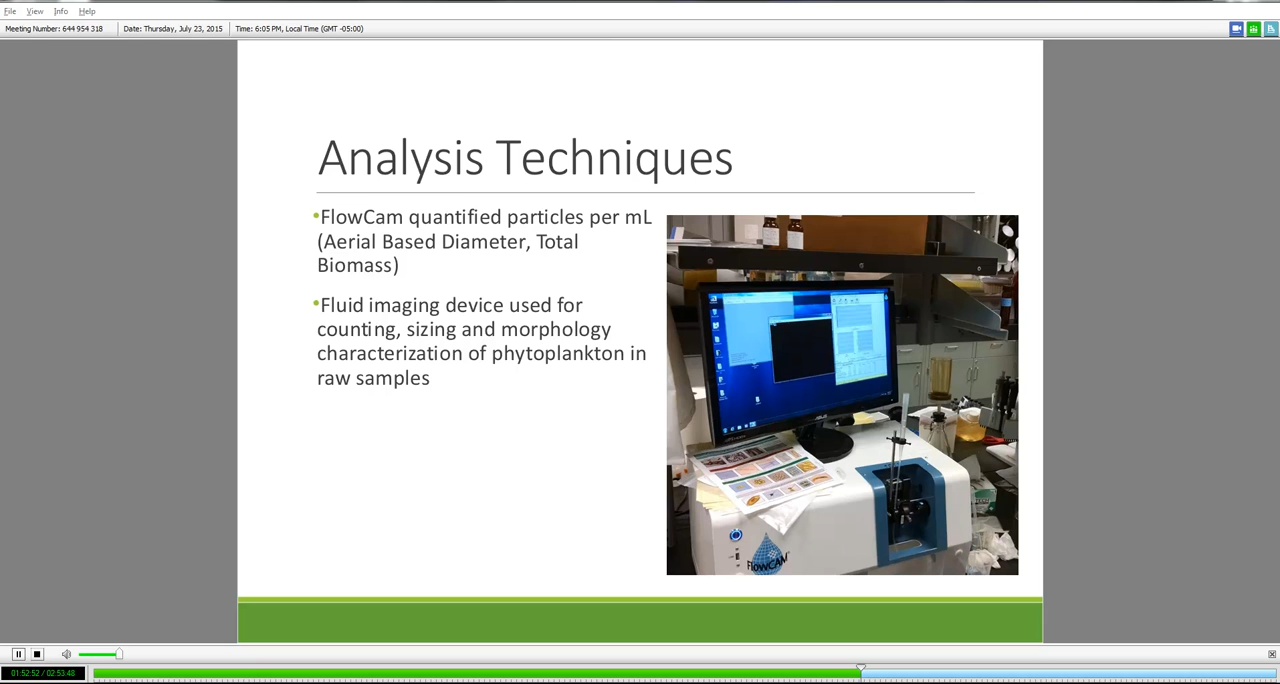 File View Info Help
Meeting Number: 644 954 318 Date: Thursday, July 23, 2015 Time: 6:05 PM, Local Time (GMT -05:00)
Analysis Techniques
•FlowCam quantified particles per mL
(Aerial Based Diameter, Total
Biomass)
•Fluid imaging device used for
counting, sizing and morphology
characterization of phytoplankton in
raw samples
FlowCAM
01:52:52 / 02:53:48